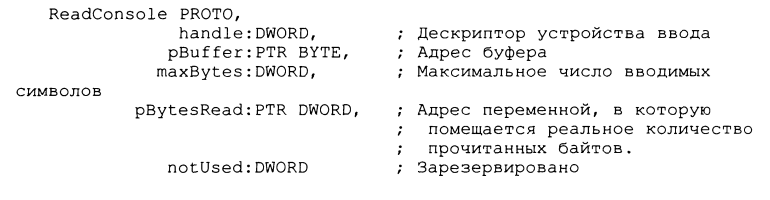 ReadConsole PROTO,
handle:DWORD, ; Дескриптор устройства ввода
pBuffer:PTR BYTE, ; Адрес буфера
maxBytes:DWORD, ; Максимальное число вводимых
символов
pBytesRead:PTR DWORD, ; Адрес переменной, в которую
; помещается реальное количество
; прочитанных байтов.
notUsed:DWORD ; Зарезервировано